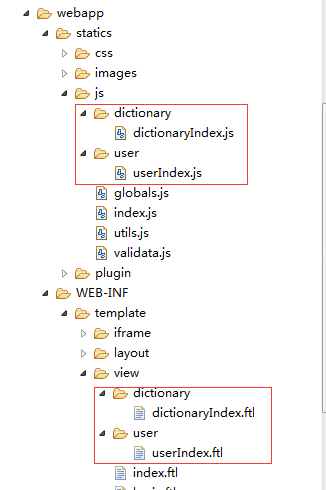 webapp
statics
css
images
js
dictionary
dictionaryIndex.js
user
userIndex.js
globals.js
index.js
utils.js
validata.js
plugin
WEB-INF
template
iframe
layout
view
dictionary
dictionaryIndex.ftl
user
userIndex.ftl
index.ftl